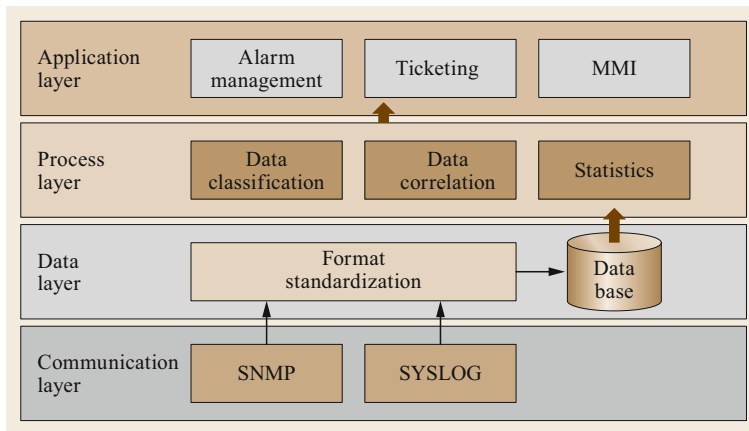 Application
layer
Alarm
management
Ticketing
MMI
Process
layer
Data
classification
Data
correlation
Statistics
Data
layer
Format
standardization
Data
base
Communication
layer
SNMP
SYSLOG